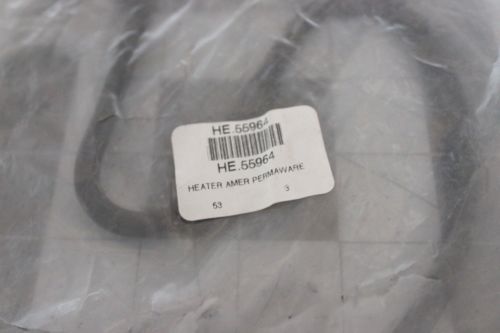 HE.55964
HE.55964
HEATER AMER PERMAWARE
53 3